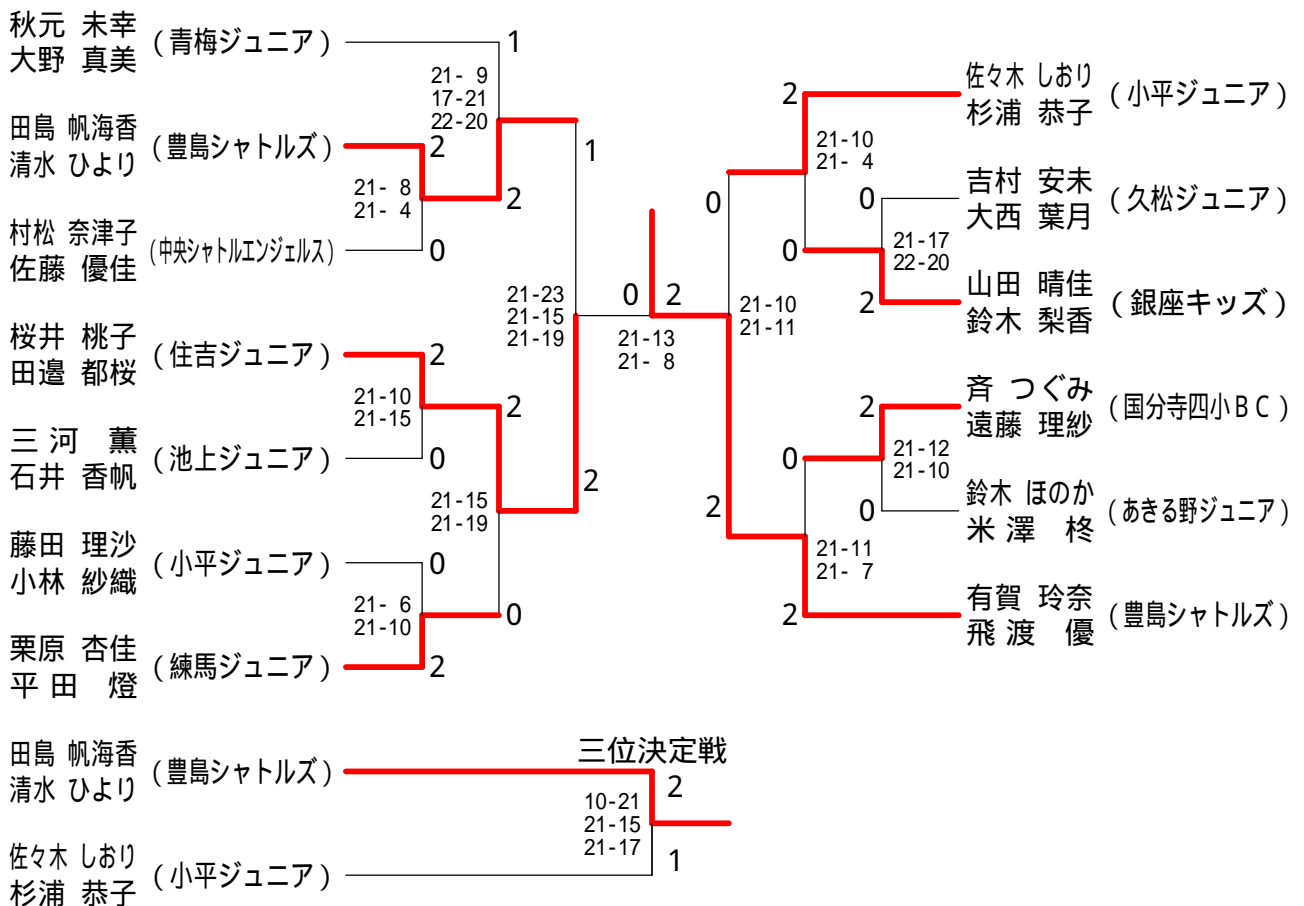 秋元 未幸
大野 真美
(青梅ジュニア)
1
21- 9
17-21
22-20
田島 帆海香
清水 ひより
(豊島シャトルズ)
2
21- 8
21- 4
2
村松 奈津子
佐藤 優佳
(中央シャトルエンジェルス)
0
1
21-23
21-15
21-19
桜井 桃子
田邉 都桜
(住吉ジュニア)
2
21-10
21-15
2
三河 薫
石井 香帆
(池上ジュニア)
0
21-15
21-19
2
藤田 理沙
小林 紗織
(小平ジュニア)
0
21- 6
21-10
0
栗原 杏佳
平田 燈
(練馬ジュニア)
2
0
2
21-13
21- 8
佐々木 しおり
杉浦 恭子
(小平ジュニア)
2
21-10
21- 4
0
吉村 安未
大西 葉月
(久松ジュニア)
0
21-17
22-20
0
山田 晴佳
鈴木 梨香
(銀座キッズ)
2
21-10
21-11
斉 つぐみ
遠藤 理紗
(国分寺四小BC)
2
21-12
21-10
0
鈴木 ほのか
米澤 柊
(あきる野ジュニア)
0
2
21-11
21- 7
有賀 玲奈
飛渡 優
(豊島シャトルズ)
2
三位決定戦
田島 帆海香
清水 ひより
(豊島シャトルズ)
2
10-21
21-15
21-17
佐々木 しおり
杉浦 恭子
(小平ジュニア)
1